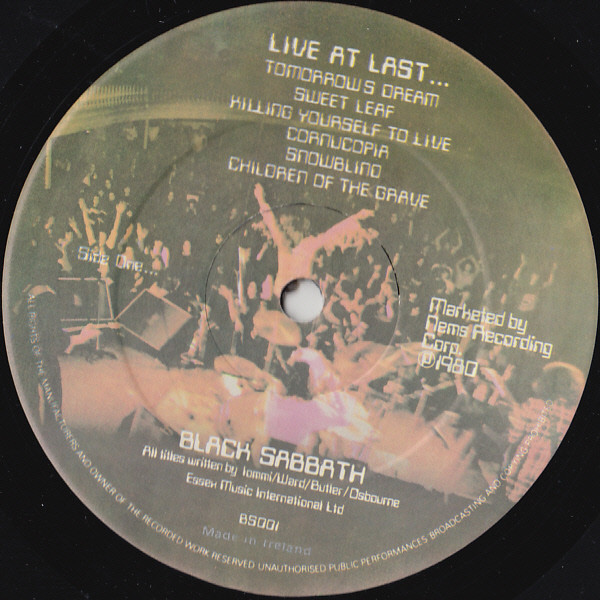 LIVE AT LAST...
TOMORROW'S DREAM
SWEET LEAF
KILLING YOURSELF TO LIVE
CORNUCOPIA
SNOWBLIND
CHILDREN OF THE GRAVE
Side One...
Marketed by
Nems Recording
Corp.
℗1980
BLACK SABBATH
All titles written by Iommi/Ward/Butler/Osbourne
Essex Music International Ltd
BS001
Made in Ireland
ALL RIGHTS OF THE MANUFACTURERS AND OWNER OF THE RECORDED WORK RESERVED UNAUTHORISED PUBLIC PERFORMANCES BROADCASTING AND COPYING PROHIBITED